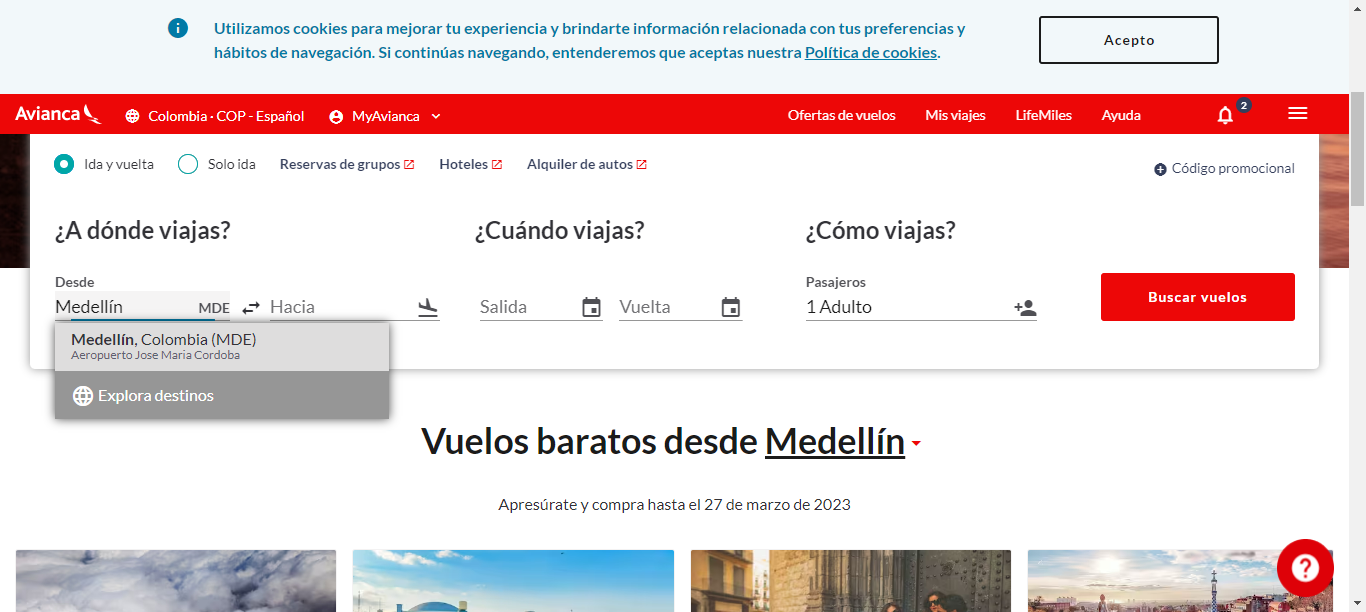 Utilizamos cookies para mejorar tu experiencia y brindarte información relacionada con tus preferencias y
hábitos de navegación. Si continúas navegando, entenderemos que aceptas nuestra Política de cookies.
Acepto
Avianca
Colombia · COP - Español
MyAvianca
Ofertas de vuelos
Mis viajes
LifeMiles
Ayuda
2
Ida y vuelta
Solo ida
Reservas de grupos
Hoteles
Alquiler de autos
Código promocional
¿A dónde viajas?
¿Cuándo viajas?
¿Cómo viajas?
Desde
Pasajeros
Medellín MDE
Hacia
Salida
Vuelta
1 Adulto
Buscar vuelos
Medellín, Colombia (MDE)
Aeropuerto Jose Maria Cordoba
Explora destinos
Vuelos baratos desde Medellín
Apresúrate y compra hasta el 27 de marzo de 2023